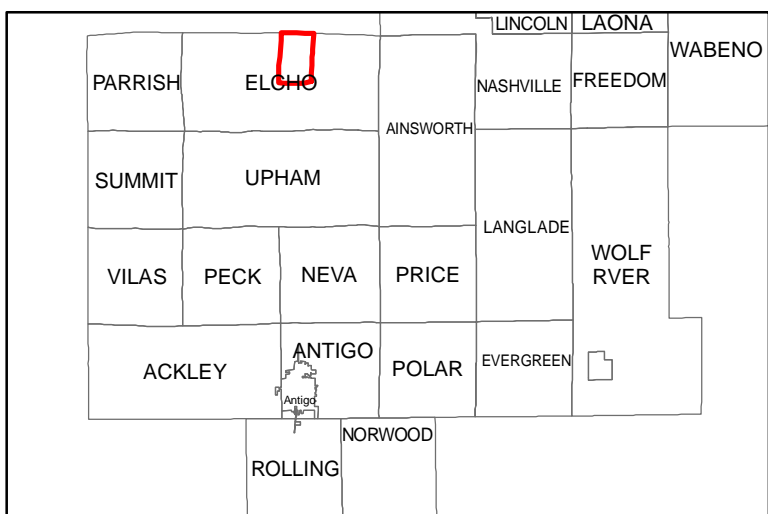 LINCOLN
LAONA
WABENO
PARRISH
ELCHO
NASHVILLE
FREEDOM
AINSWORTH
SUMMIT
UPHAM
LANGLADE
WOLF
RVER
VILAS
PECK
NEVA
PRICE
ANTIGO
ACKLEY
POLAR
EVERGREEN
Antigo
NORWOOD
ROLLING